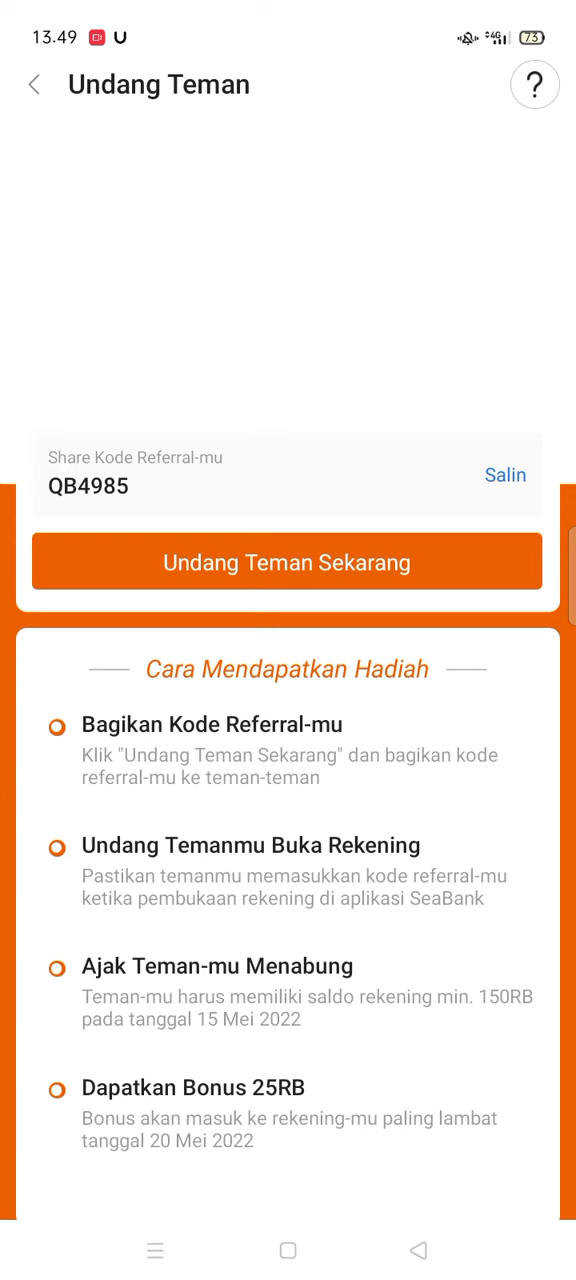 13.49
4G
73
Undang Teman
?
Share Kode Referral-mu
QB4985
Salin
Undang Teman Sekarang
Cara Mendapatkan Hadiah
Bagikan Kode Referral-mu
Klik "Undang Teman Sekarang" dan bagikan kode
referral-mu ke teman-teman
Undang Temanmu Buka Rekening
Pastikan temanmu memasukkan kode referral-mu
ketika pembukaan rekening di aplikasi SeaBank
Ajak Teman-mu Menabung
Teman-mu harus memiliki saldo rekening min. 150RB
pada tanggal 15 Mei 2022
Dapatkan Bonus 25RB
Bonus akan masuk ke rekening-mu paling lambat
tanggal 20 Mei 2022